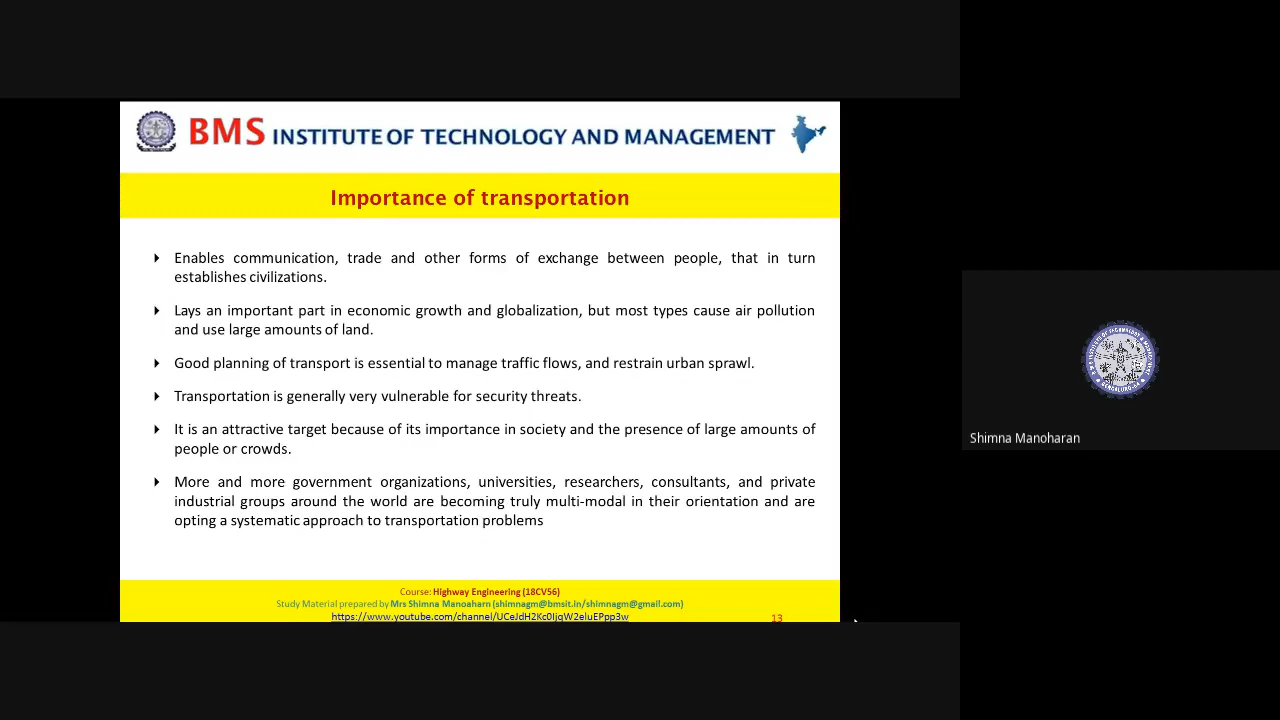 BMS INSTITUTE OF TECHNOLOGY AND MANAGEMENT
Importance of transportation
Enables communication, trade and other forms of exchange between people, that in turn
establishes civilizations.
Lays an important part in economic growth and globalization, but most types cause air pollution
and use large amounts of land.
Good planning of transport is essential to manage traffic flows, and restrain urban sprawl.
Transportation is generally very vulnerable for security threats.
It is an attractive target because of its importance in society and the presence of large amounts of
people or crowds.
More and more government organizations, universities, researchers, consultants, and private
industrial groups around the world are becoming truly multi-modal in their orientation and are
opting a systematic approach to transportation problems
Course: Highway Engineering (18CV56)
Study Material prepared by Mrs Shimna Manoaharn (shimnagm@bmsit.in/shimnagm@gmail.com)
13
Shimna Manoharan